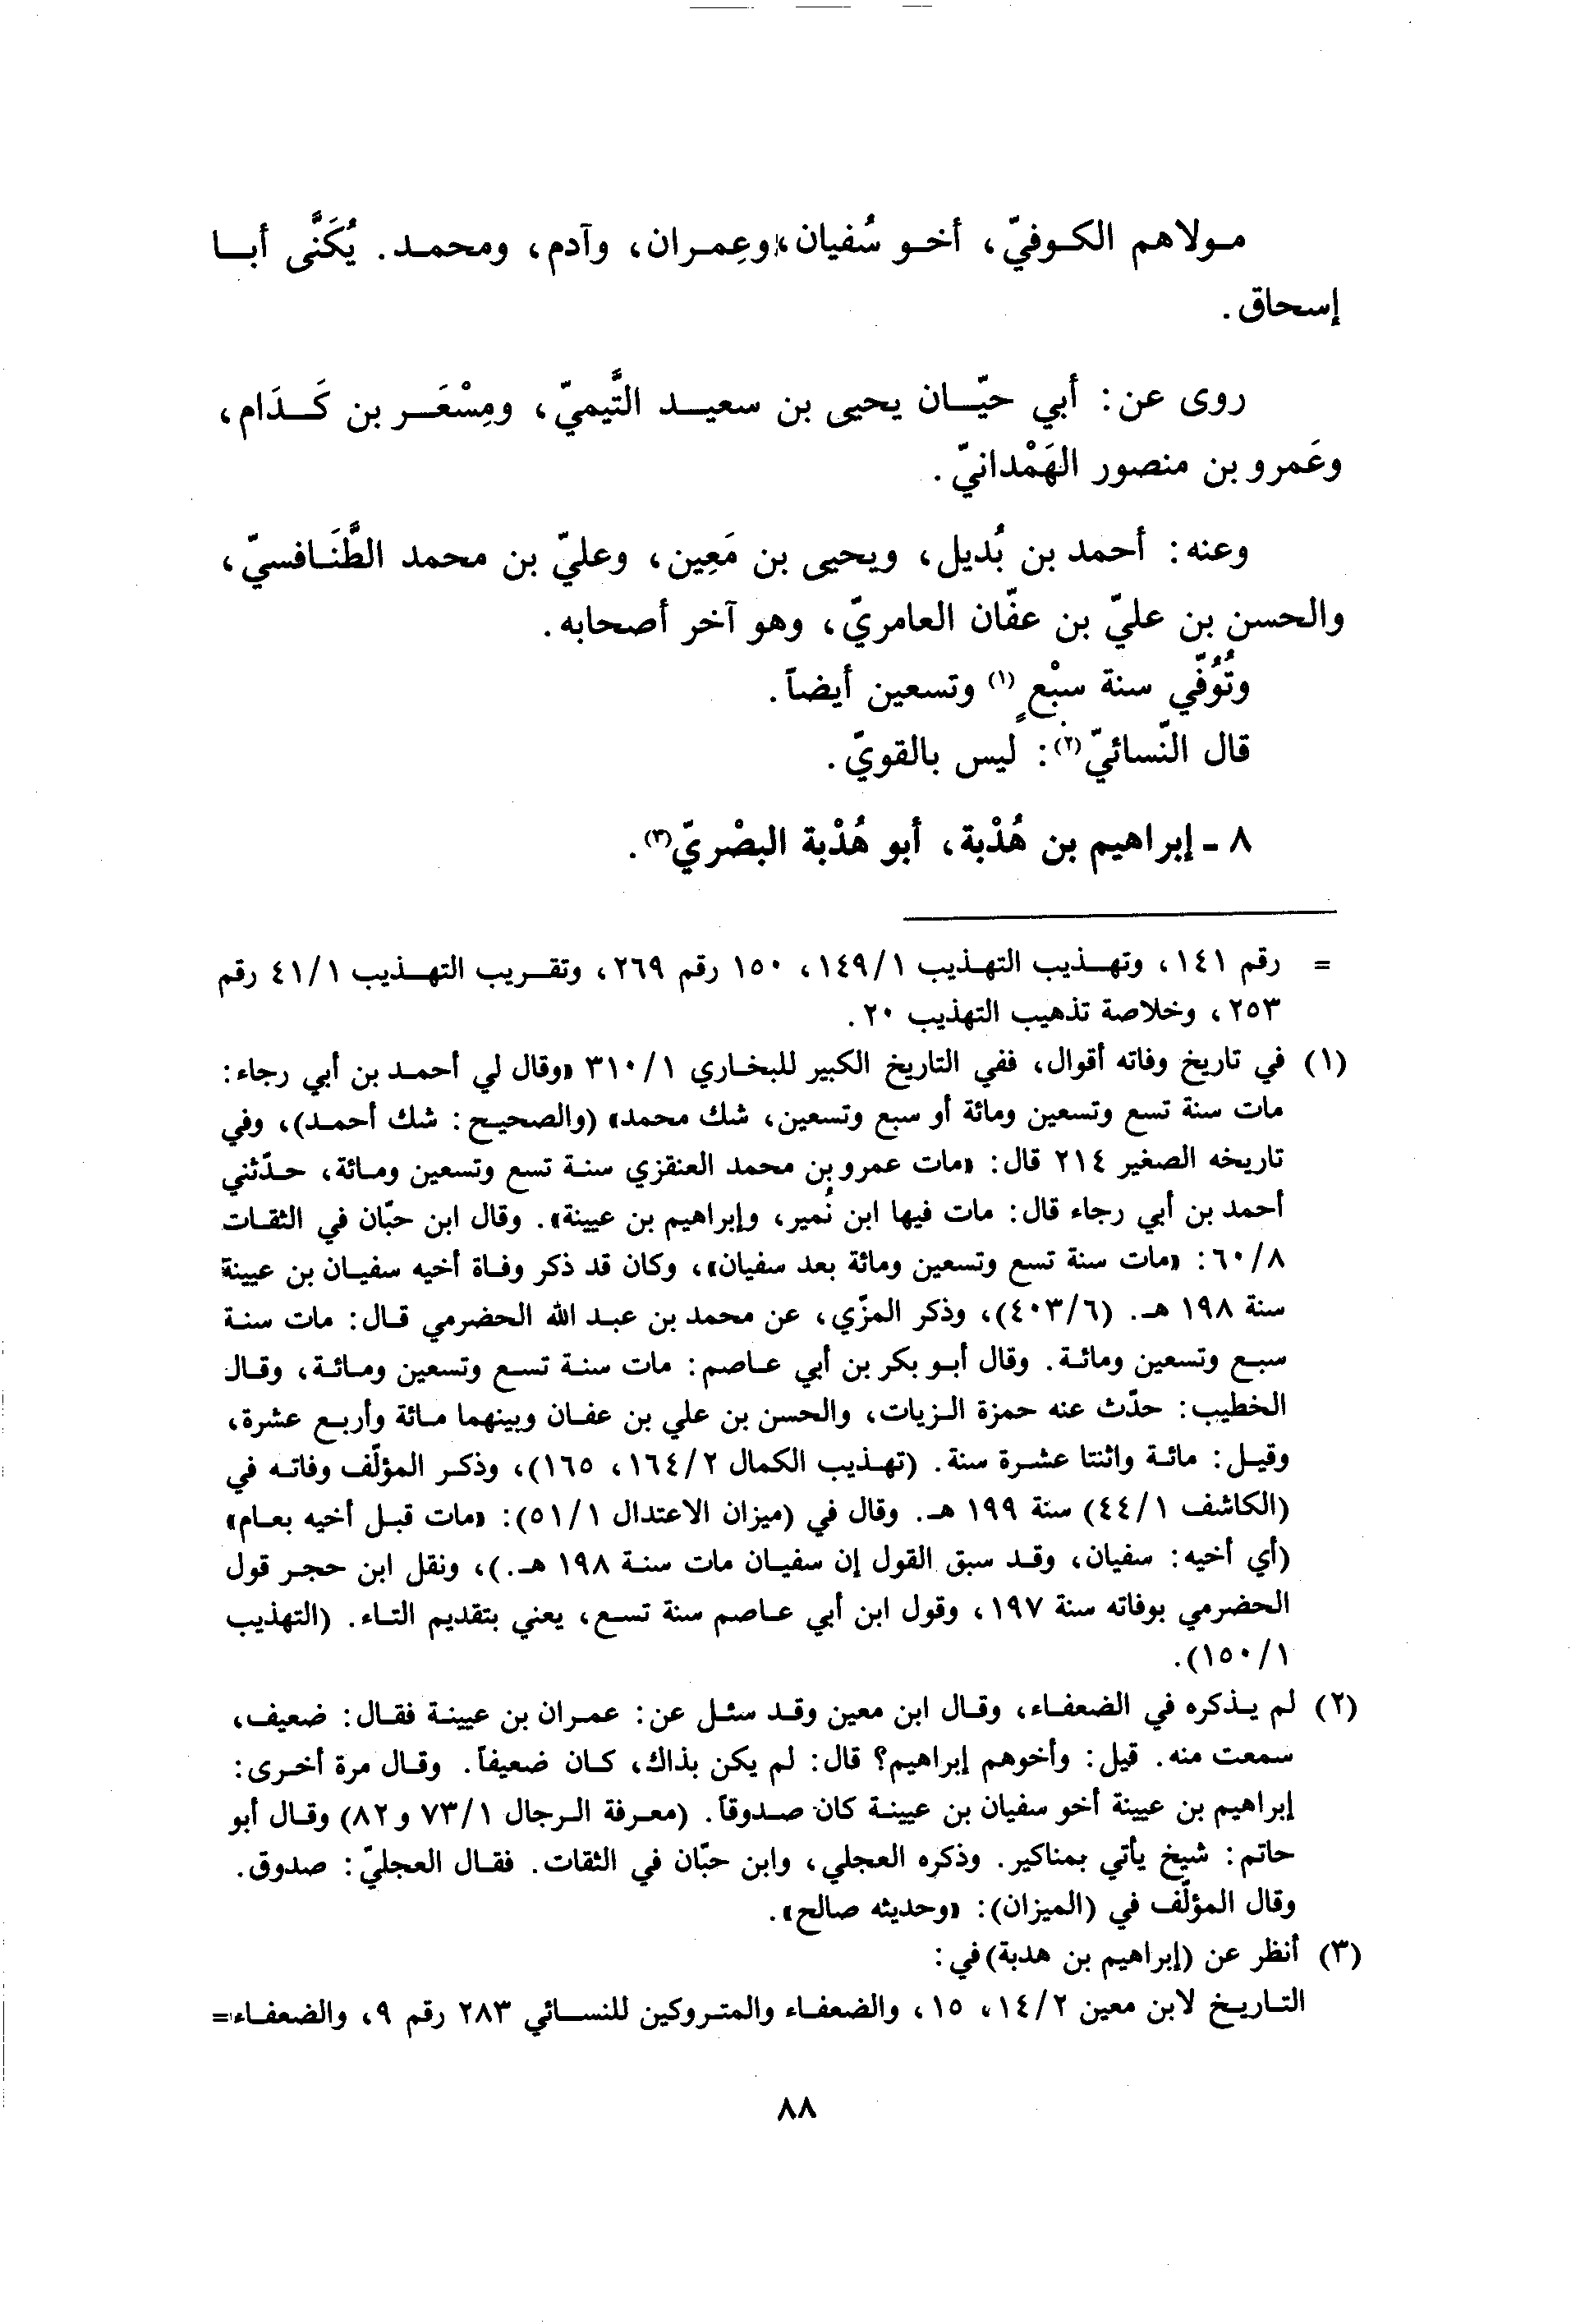 مولاهم الكوفيّ، أخو سُفيان، وعِمران، وآدم، ومحمد. يُكَنَّى أبا
إسحاق.
روى عن: أبي حيّان يحيى بن سعيد التَّيميّ، ومِسْعَر بن كَدَام،
وعَمرو بن منصور الهَمْدانيّ.
وعنه: أحمد بن بُديل، ويحيى بن مَعِين، وعليّ بن محمد الطَّنَافسيّ،
والحسن بن عليّ بن عفّان العامريّ، وهو آخر أصحابه.
وتُوُفّي سنة سبْعٍ(١) وتسعين أيضاً.
قال النّسائيّ(٢): ليس بالقويّ.
٨ - إبراهيم بن هُدْبة، أبو هُدْبة البصْريّ(٣).
= رقم ١٤١، وتهذيب التهذيب ١/١٤٩، ١٥٠ رقم ٢٦٩، وتقريب التهذيب ١/٤١ رقم
٢٥٣، وخلاصة تذهيب التهذيب ٢٠.
(١) في تاريخ وفاته أقوال، ففي التاريخ الكبير للبخاري ١/٣١٠ «وقال لي أحمد بن أبي رجاء:
مات سنة تسع وتسعين ومائة أو سبع وتسعين، شك محمد» (والصحيح: شك أحمد)، وفي
تاريخه الصغير ٢١٤ قال: «مات عمرو بن محمد العنقزي سنة تسع وتسعين ومائة، حدّثني
أحمد بن أبي رجاء قال: مات فيها ابن نُمير، وإبراهيم بن عيينة». وقال ابن حبّان في الثقات
٨/٦٠: «مات سنة تسع وتسعين ومائة بعد سفيان»، وكان قد ذكر وفاة أخيه سفيان بن عيينة
سنة ١٩٨ هـ. (٦/٤٠٣)، وذكر المزّي، عن محمد بن عبد الله الحضرمي قال: مات سنة
سبع وتسعين ومائة. وقال أبو بكر بن أبي عاصم: مات سنة تسع وتسعين ومائة، وقال
الخطيب: حدّث عنه حمزة الزيات، والحسن بن علي بن عفان وبينهما مائة وأربع عشرة،
وقيل: مائة واثنتا عشرة سنة. (تهذيب الكمال ٢/١٦٤، ١٦٥)، وذكر المؤلّف وفاته في
(الكاشف ١/٤٤) سنة ١٩٩ هـ. وقال في (ميزان الاعتدال ١/٥١): «مات قبل أخيه بعام»
(أي أخيه: سفيان، وقد سبق القول إن سفيان مات سنة ١٩٨ هـ.)، ونقل ابن حجر قول
الحضرمي بوفاته سنة ١٩٧، وقول ابن أبي عاصم سنة تسع، يعني بتقديم التاء. (التهذيب
١/١٥٠).
(٢) لم يذكره في الضعفاء، وقال ابن معين وقد سئل عن: عمران بن عيينة فقال: ضعيف،
سمعت منه. قيل: وأخوهم إبراهيم؟ قال: لم يكن بذاك، كان ضعيفاً. وقال مرة أخرى:
إبراهيم بن عيينة أخو سفيان بن عيينة كان صدوقاً. (معرفة الرجال ١/٧٣ و ٨٢) وقال أبو
حاتم: شيخ يأتي بمناكير. وذكره العجلي، وابن حبّان في الثقات. فقال العجليّ: صدوق.
وقال المؤلّف في (الميزان): «وحديثه صالح».
(٣) أنظر عن (إبراهيم بن هدبة) في:
التاريخ لابن معين ٢/١٤، ١٥، والضعفاء والمتروكين للنسائي ٢٨٣ رقم ٩، والضعفاء=
٨٨